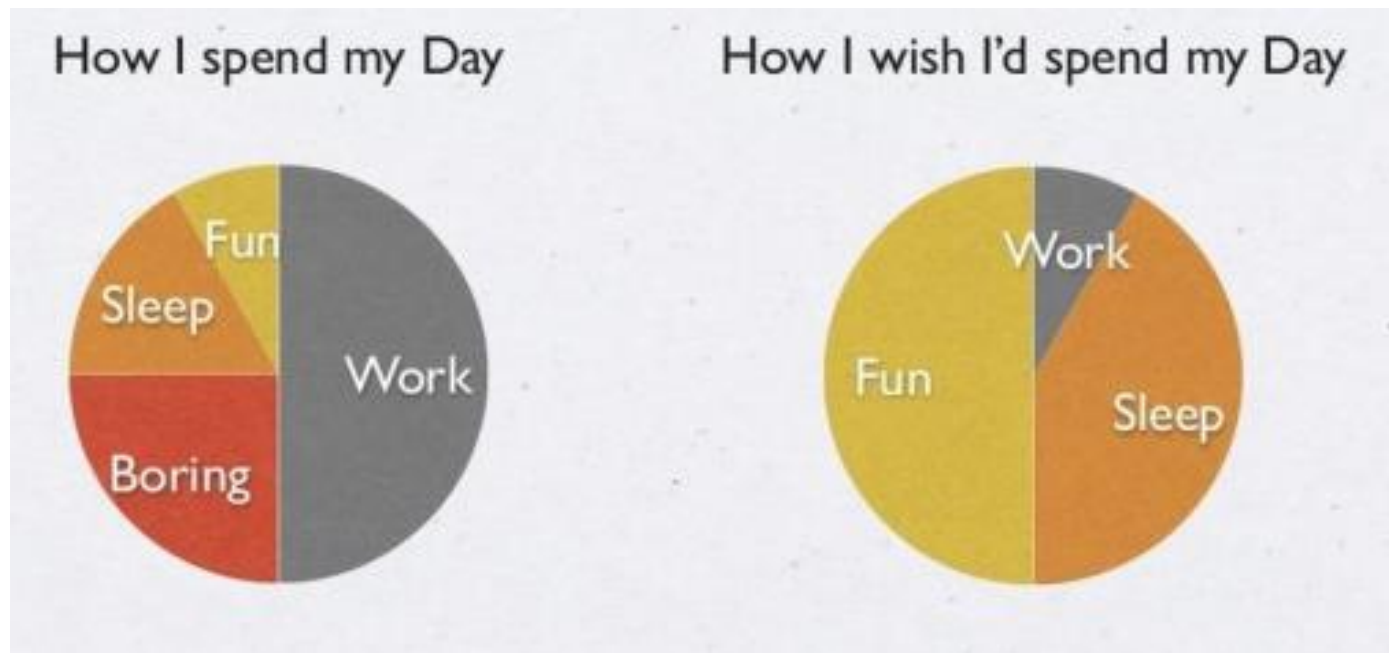 How I spend my Day
Fun
Sleep
Work
Boring
How I wish I'd spend my Day
Work
Fun
Sleep